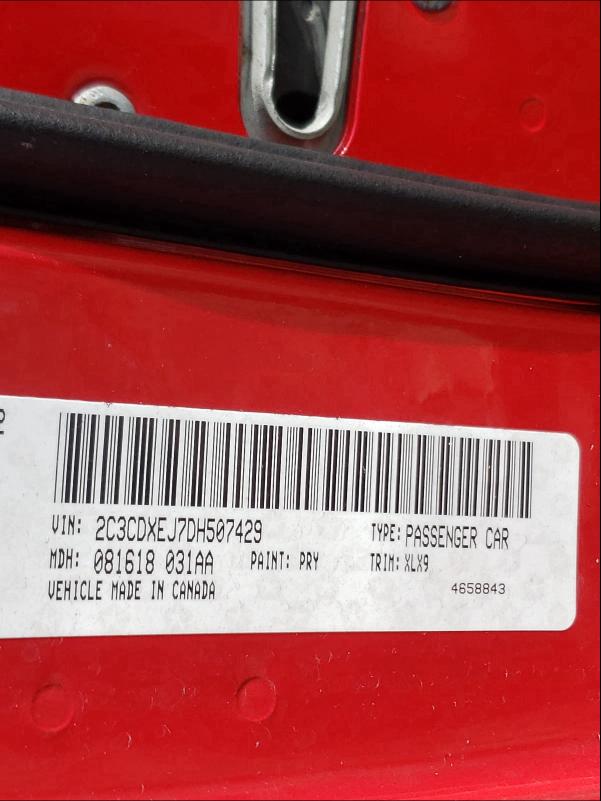 VIN: 2C3CDXEJ7DH507429 TYPE: PASSENGER CAR
MDH: 081618 031AA PAINT: PRY TRIM: XLX9
VEHICLE MADE IN CANADA 4658843